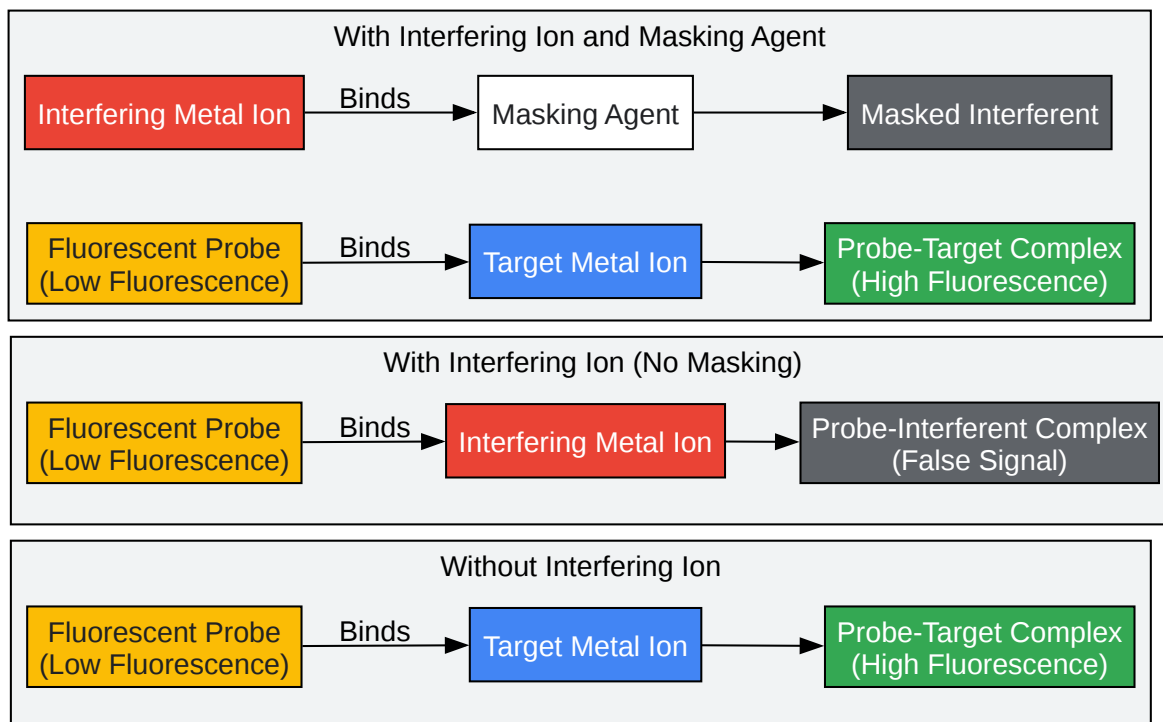 With Interfering Ion and Masking Agent
Interfering Metal Ion
Binds
Masking Agent
Masked Interferent
Fluorescent Probe
(Low Fluorescence)
Binds
Target Metal Ion
Probe-Target Complex
(High Fluorescence)
With Interfering Ion (No Masking)
Fluorescent Probe
(Low Fluorescence)
Binds
Interfering Metal Ion
Probe-Interferent Complex
(False Signal)
Without Interfering Ion
Fluorescent Probe
(Low Fluorescence)
Binds
Target Metal Ion
Probe-Target Complex
(High Fluorescence)